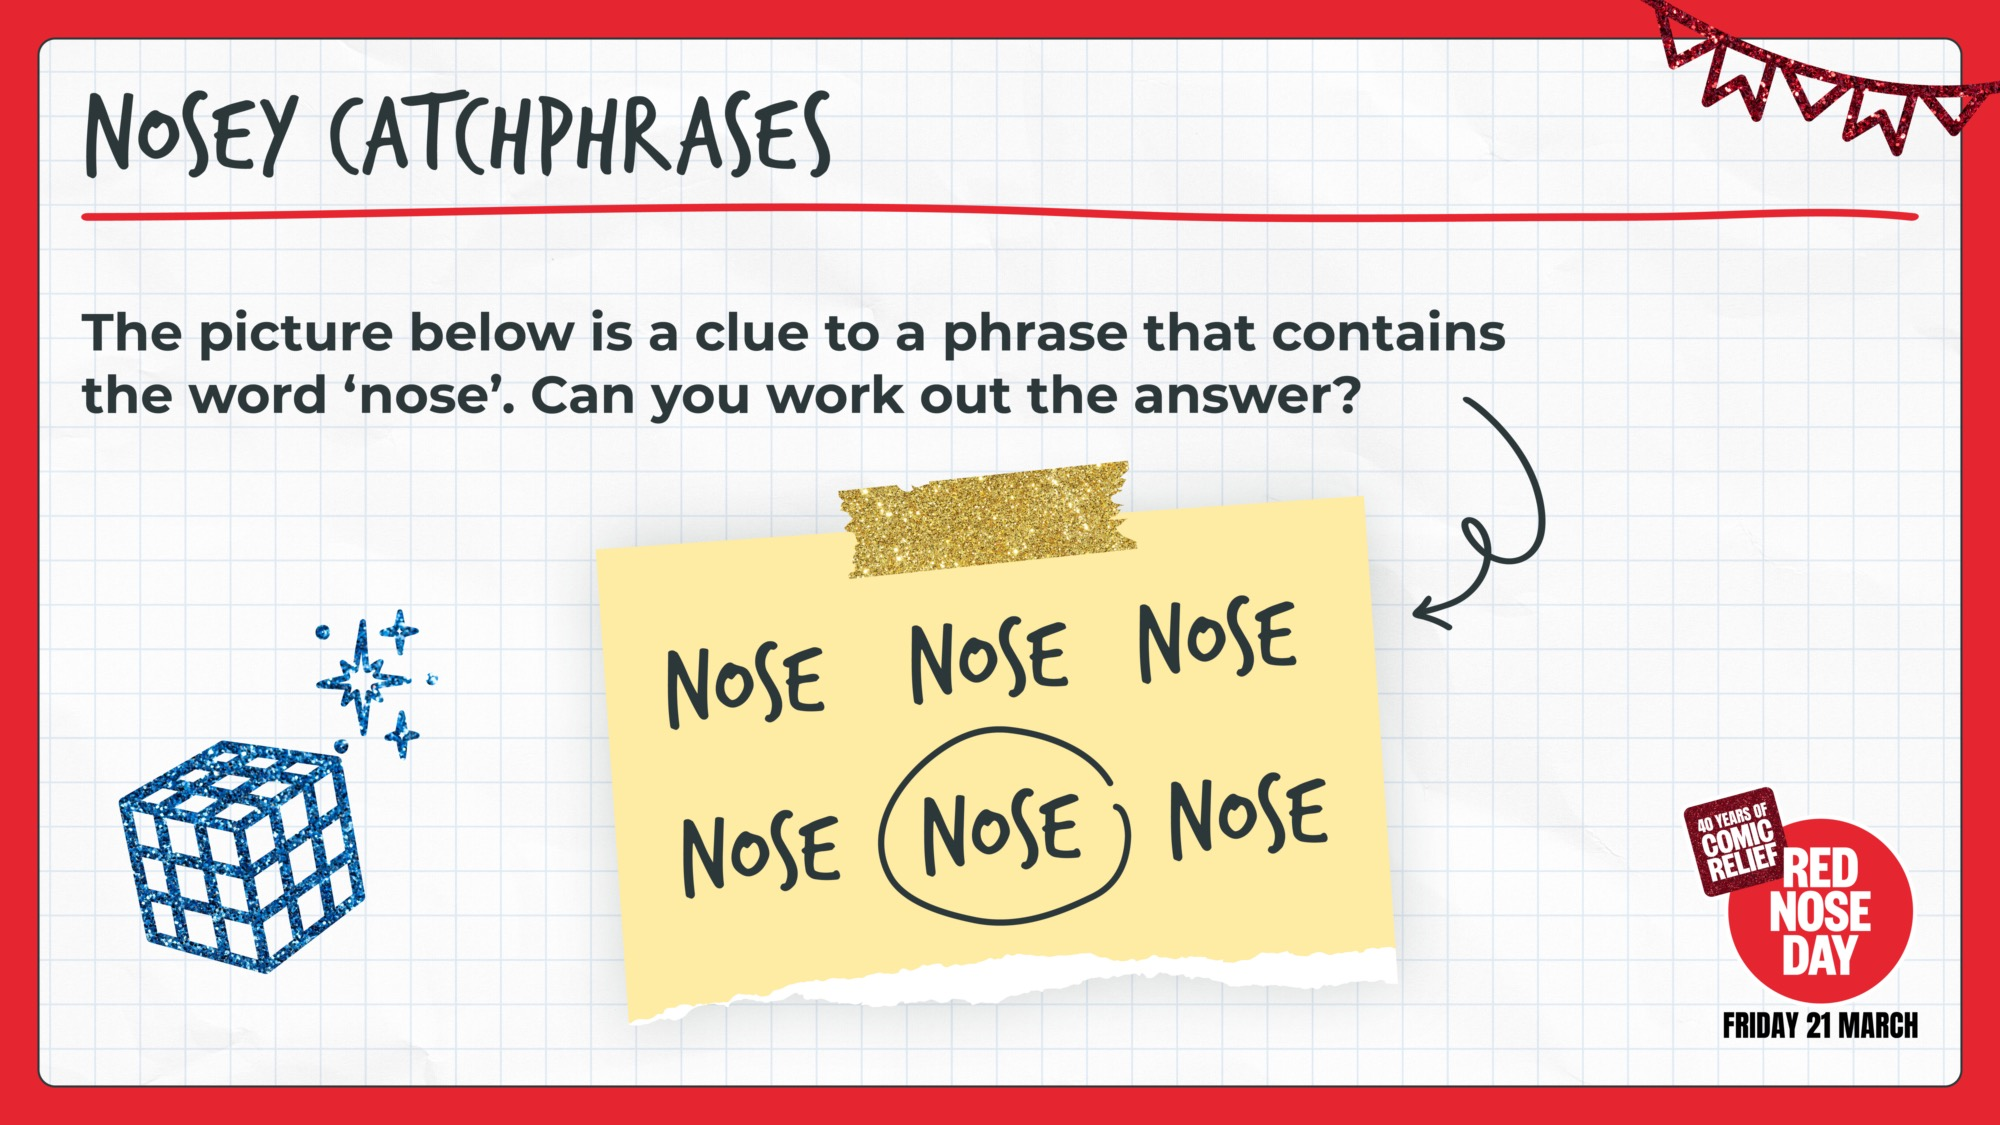 NOSEY CATCHPHRASES
The picture below is a clue to a phrase that contains
the word ‘nose’. Can you work out the answer?
NOSE NOSE NOSE
NOSE NOSE NOSE
40 YEARS OF
COMIC
RELIEF
RED
NOSE
DAY
FRIDAY 21 MARCH